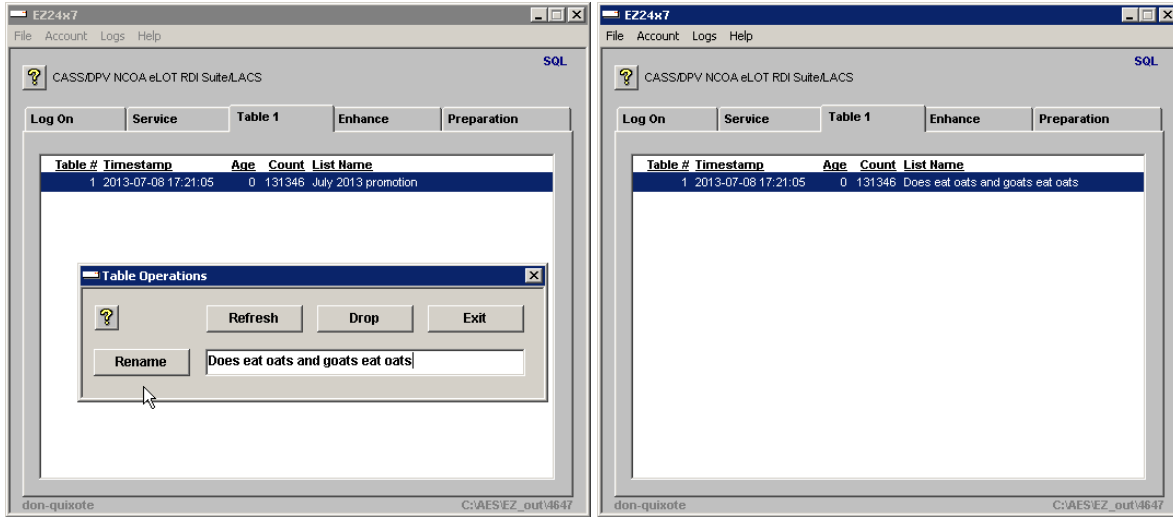 EZ24x7
File Account Logs Help
SQL
? CASS/DPV NCOA eLOT RDI Suite/LACS
Log On Service Table 1 Enhance Preparation
Table # Timestamp Age Count List Name
1 2013-07-08 17:21:05 0 131346 July 2013 promotion
Table Operations
? Refresh Drop Exit
Rename Does eat oats and goats eat oats
don-quixote C:\AES\EZ_out\4647
EZ24x7
File Account Logs Help
SQL
? CASS/DPV NCOA eLOT RDI Suite/LACS
Log On Service Table 1 Enhance Preparation
Table # Timestamp Age Count List Name
1 2013-07-08 17:21:05 0 131346 Does eat oats and goats eat oats
don-quixote C:\AES\EZ_out\4647